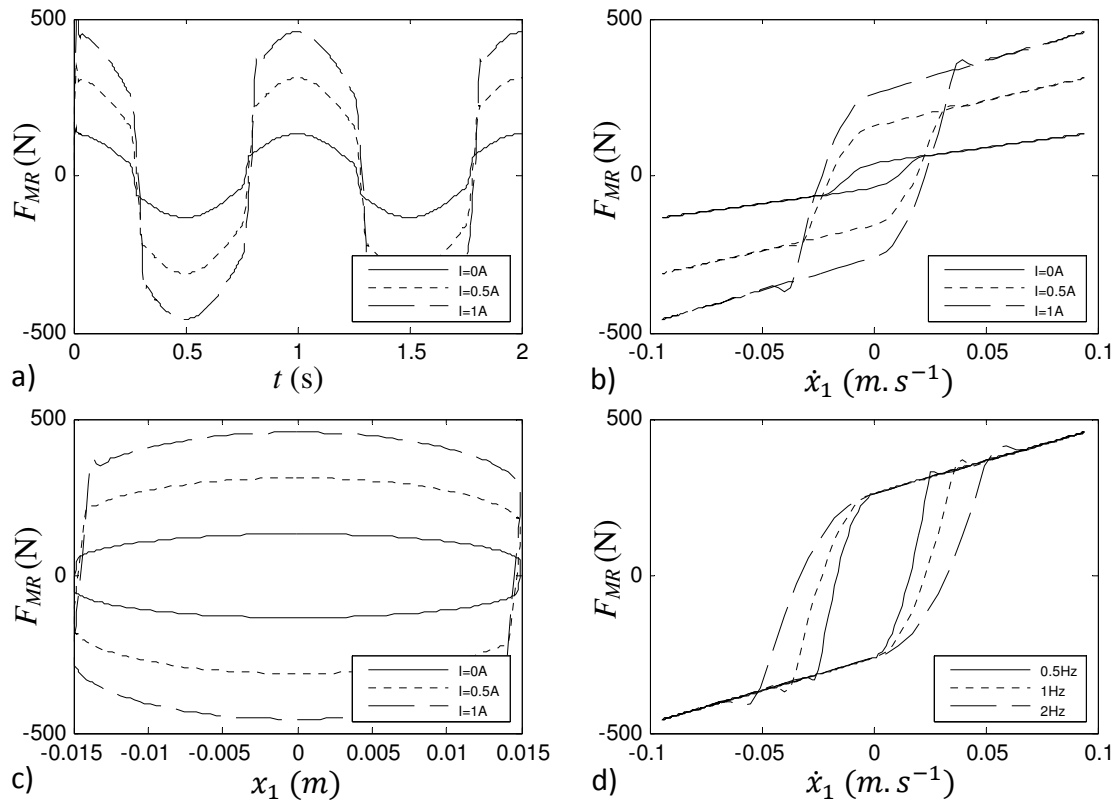 500
0
-500
F_MR (N)
0
0.5
1
1.5
2
t (s)
I=0A
I=0.5A
I=1A
a)
500
0
-500
F_MR (N)
-0.1
-0.05
0
0.05
0.1
ẋ₁ (m.s⁻¹)
I=0A
I=0.5A
I=1A
b)
500
0
-500
F_MR (N)
-0.015
-0.01
-0.005
0
0.005
0.01
0.015
x₁ (m)
I=0A
I=0.5A
I=1A
c)
500
0
-500
F_MR (N)
-0.1
-0.05
0
0.05
0.1
ẋ₁ (m.s⁻¹)
0.5Hz
1Hz
2Hz
d)